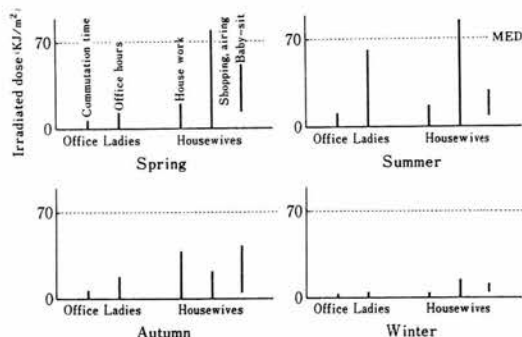 Irradiated dose (KJ/m²)
70
0
Commutation time
Office hours
House work
Shopping, airing
Baby-sit
Office Ladies Housewives
Spring
70
0
MED
Office Ladies Housewives
Summer
70
0
Office Ladies Housewives
Autumn
70
0
Office Ladies Housewives
Winter